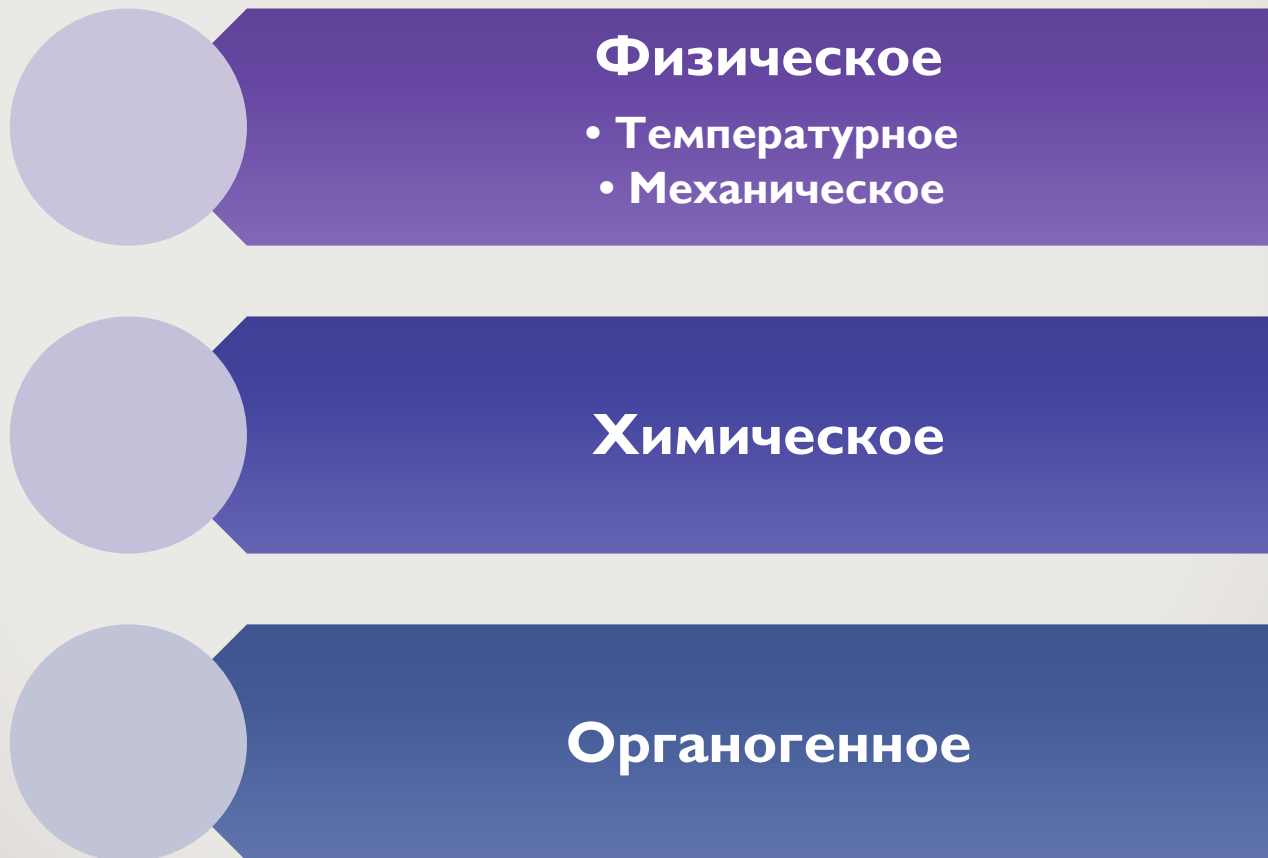 Физическое
• Температурное
• Механическое
Химическое
Органогенное